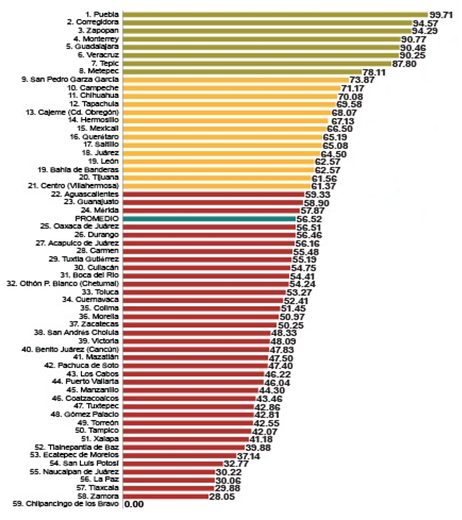 1. Puebla 99.71
2. Corregidora 94.57
3. Zapopan 94.29
4. Monterrey 90.77
5. Guadalajara 90.46
6. Veracruz 90.25
7. Tepic 87.80
8. Metepec 78.11
9. San Pedro Garza García 73.87
10. Campeche 71.17
11. Chihuahua 70.08
12. Tapachula 69.58
13. Cajeme (Cd. Obregón) 68.07
14. Hermosillo 67.13
15. Mexicali 66.50
16. Querétaro 65.19
17. Saltillo 65.08
18. Juárez 64.50
19. León 62.57
19. Bahía de Banderas 62.57
20. Tijuana 61.56
21. Centro (Villahermosa) 61.37
22. Aguascalientes 59.33
23. Guanajuato 58.90
24. Mérida 57.87
PROMEDIO 56.52
25. Oaxaca de Juárez 56.51
26. Durango 56.46
27. Acapulco de Juárez 56.16
28. Carmen 55.48
29. Tuxtla Gutiérrez 55.19
30. Culiacán 54.75
31. Boca del Río 54.41
32. Othón P. Blanco (Chetumal) 54.24
33. Toluca 53.27
34. Cuernavaca 52.41
35. Colima 51.45
36. Morelia 50.97
37. Zacatecas 50.25
38. San Andrés Cholula 48.33
39. Victoria 48.09
40. Benito Juárez (Cancún) 47.83
41. Mazatlán 47.50
42. Pachuca de Soto 47.40
43. Los Cabos 46.22
44. Puerto Vallarta 46.04
45. Manzanillo 44.30
46. Coatzacoalcos 43.46
47. Tuxtepec 42.86
48. Gómez Palacio 42.81
49. Torreón 42.55
50. Tampico 42.07
51. Xalapa 41.18
52. Tlalnepantla de Baz 39.88
53. Ecatepec de Morelos 37.14
54. San Luis Potosí 32.77
55. Naucalpan de Juárez 30.22
56. La Paz 30.06
57. Tlaxcala 29.88
58. Zamora 28.05
59. Chilpancingo de los Bravo 0.00